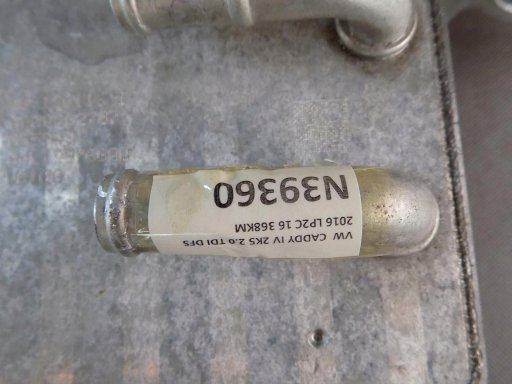 VW CADDY IV 2K5 2.0 TDI DFS
2016 LP2C 16 368KM
N39360